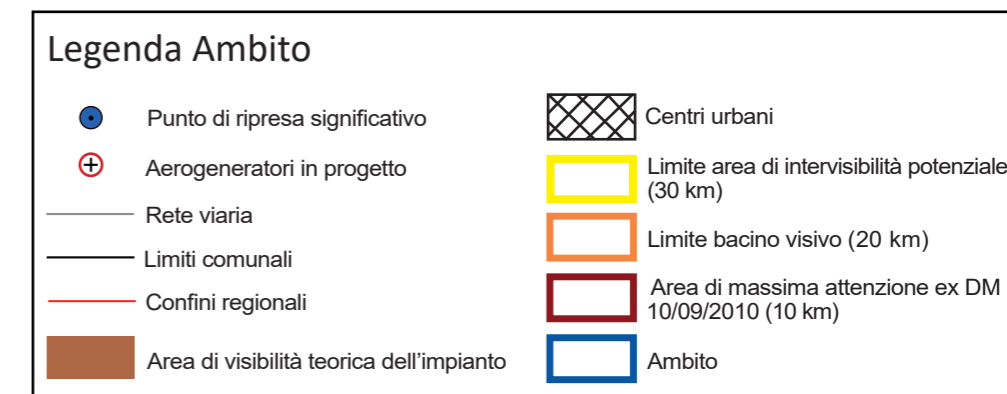 Legenda Ambito
Punto di ripresa significativo
Aerogeneratori in progetto
Rete viaria
Limiti comunali
Confini regionali
Area di visibilità teorica dell'impianto
Centri urbani
Limite area di intervisibilità potenziale
(30 km)
Limite bacino visivo (20 km)
Area di massima attenzione ex DM
10/09/2010 (10 km)
Ambito